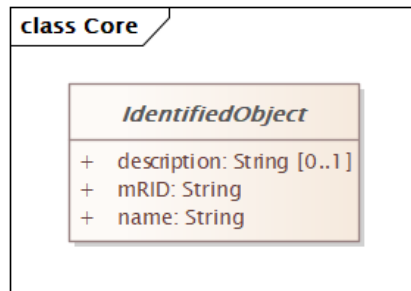 class Core
IdentifiedObject
+ description: String [0..1]
+ mRID: String
+ name: String